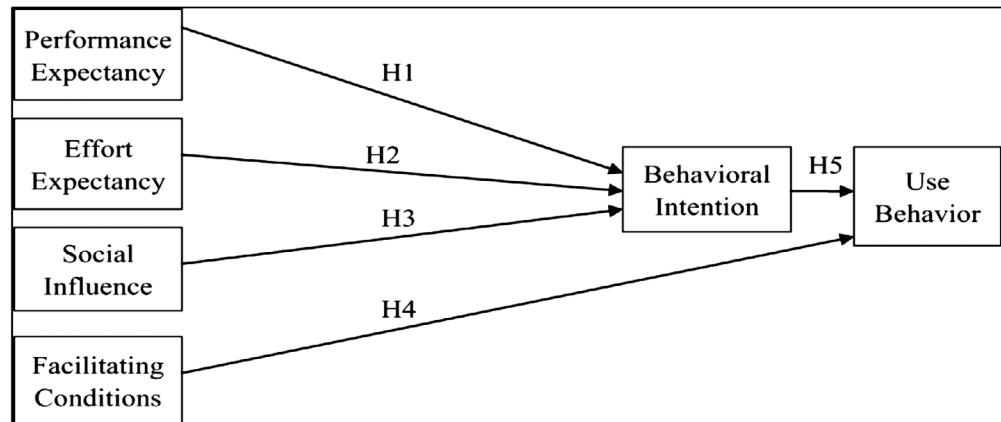 Performance
Expectancy
H1
Effort
Expectancy
H2
Behavioral
Intention
H5
Use
Behavior
Social
Influence
H3
H4
Facilitating
Conditions